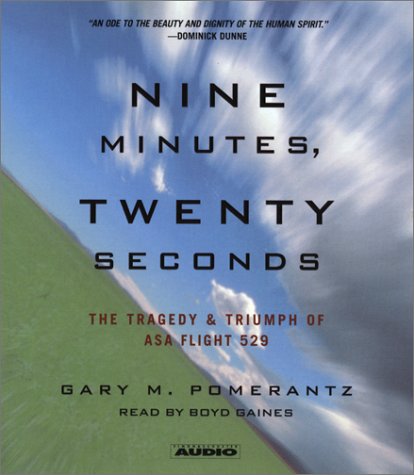 "AN ODE TO THE BEAUTY AND DIGNITY OF THE HUMAN SPIRIT."
—DOMINICK DUNNE
NINE
MINUTES,
TWENTY
SECONDS
THE TRAGEDY & TRIUMPH OF
ASA FLIGHT 529
GARY M. POMERANTZ
READ BY BOYD GAINES
AUDIO